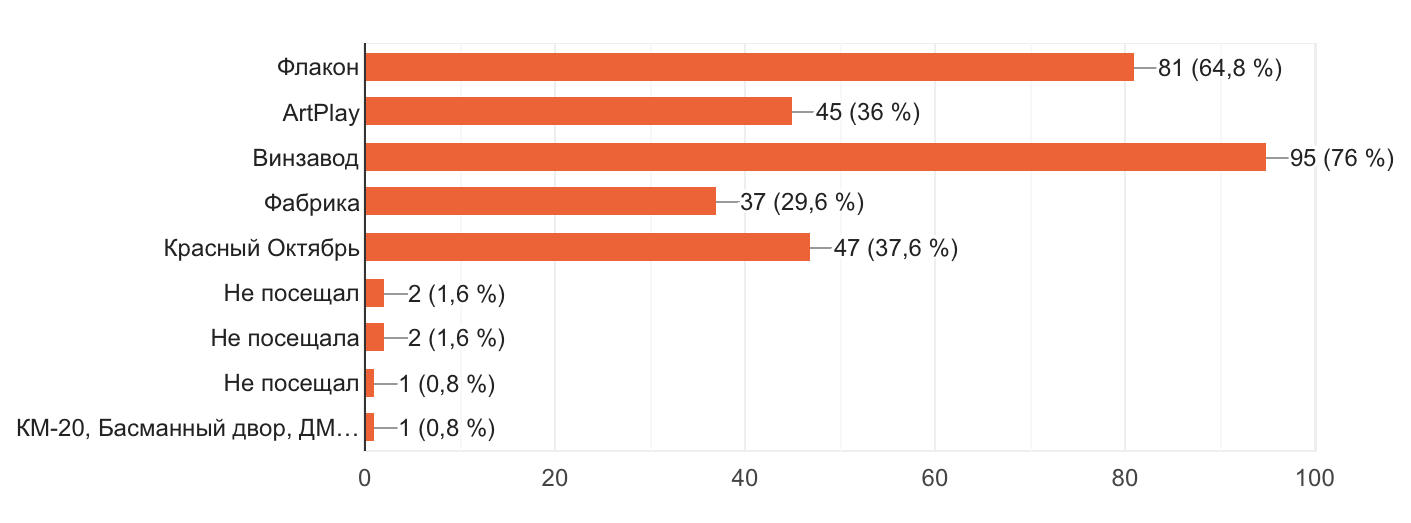 Флакон 81 (64,8 %)
ArtPlay 45 (36 %)
Винзавод 95 (76 %)
Фабрика 37 (29,6 %)
Красный Октябрь 47 (37,6 %)
Не посещал 2 (1,6 %)
Не посещала 2 (1,6 %)
Не посещал 1 (0,8 %)
КМ-20, Басманный двор, ДМ… 1 (0,8 %)
0 20 40 60 80 100